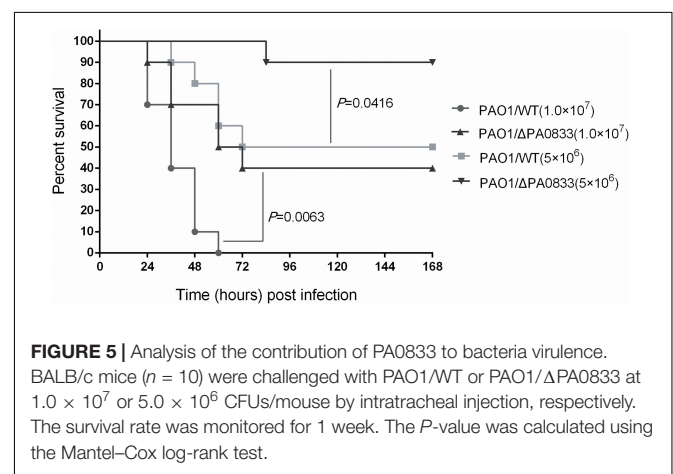 100
90
80
70
60
50
40
30
20
10
0
Percent survival
0 24 48 72 96 120 144 168
Time (hours) post infection
P=0.0416
P=0.0063
PAO1/WT(1.0×10⁷)
PAO1/ΔPA0833(1.0×10⁷)
PAO1/WT(5×10⁶)
PAO1/ΔPA0833(5×10⁶)
FIGURE 5 | Analysis of the contribution of PA0833 to bacteria virulence.
BALB/c mice (n = 10) were challenged with PAO1/WT or PAO1/ΔPA0833 at
1.0 × 10⁷ or 5.0 × 10⁶ CFUs/mouse by intratracheal injection, respectively.
The survival rate was monitored for 1 week. The P-value was calculated using
the Mantel–Cox log-rank test.